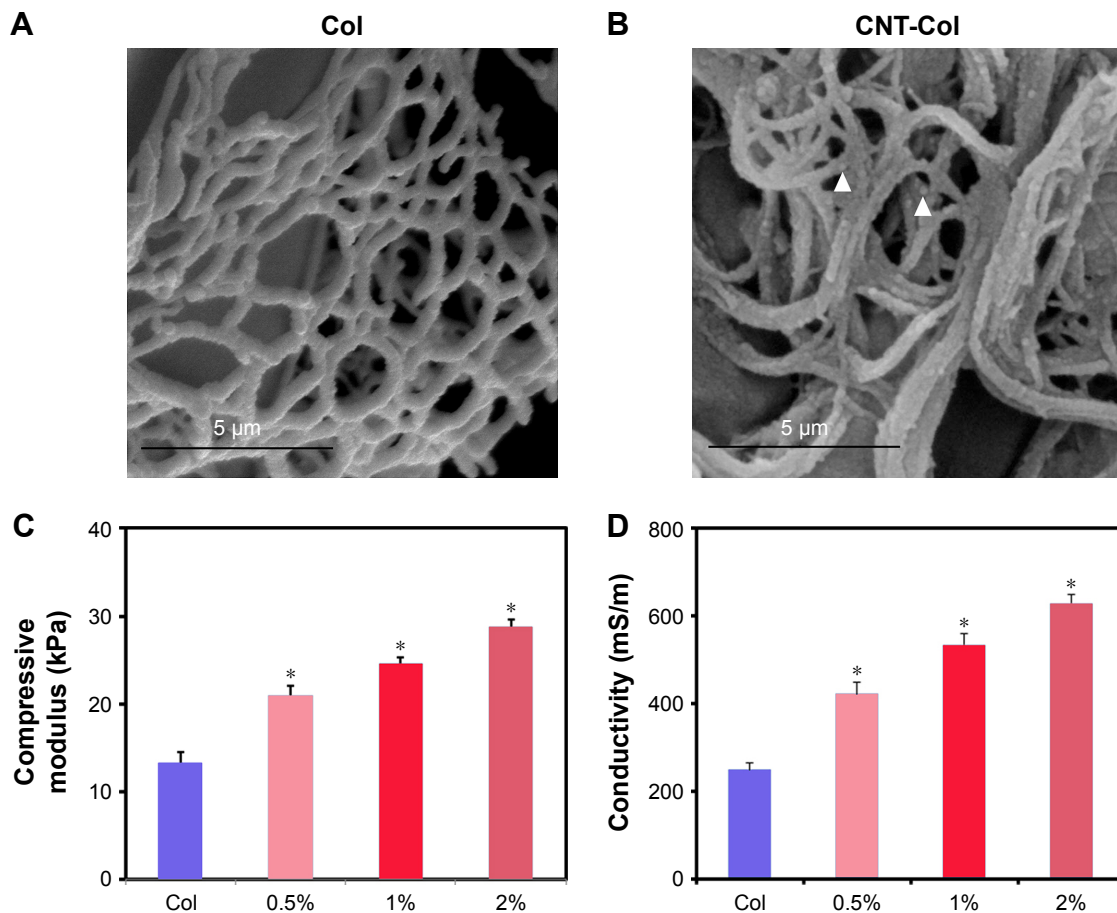 A
Col
B
CNT-Col
5 µm
5 µm
C
Compressive
modulus (kPa)
40
30
20
10
0
*
*
*
Col
0.5%
1%
2%
D
Conductivity (mS/m)
800
600
400
200
0
*
*
*
Col
0.5%
1%
2%